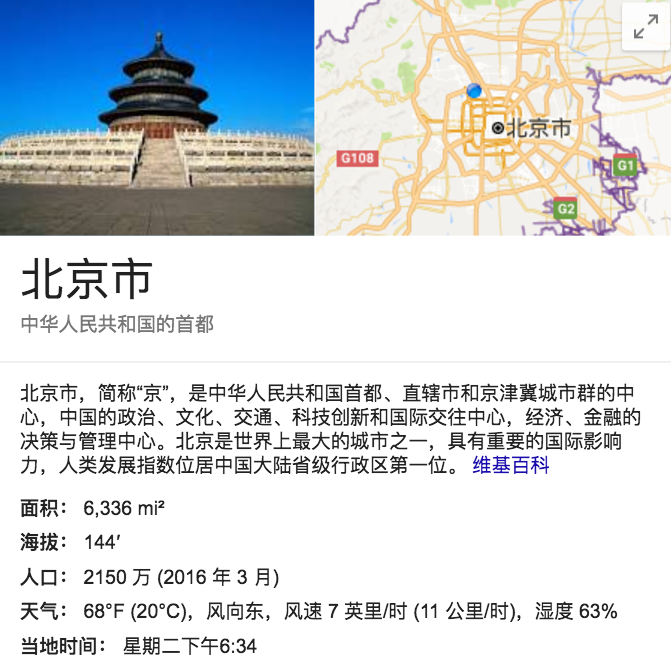 G108
北京市
G1
G2
北京市
中华人民共和国的首都
北京市，简称“京”，是中华人民共和国首都、直辖市和京津冀城市群的中
心，中国的政治、文化、交通、科技创新和国际交往中心，经济、金融的
决策与管理中心。北京是世界上最大的城市之一，具有重要的国际影响
力，人类发展指数位居中国大陆省级行政区第一位。 维基百科
面积： 6,336 mi²
海拔： 144′
人口： 2150 万 (2016 年 3 月)
天气： 68°F (20°C)，风向东，风速 7 英里/时 (11 公里/时)，湿度 63%
当地时间： 星期二下午6:34